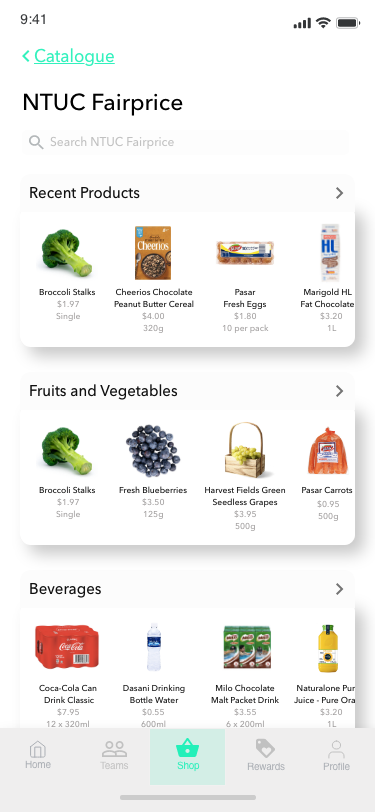 9:41
Catalogue
NTUC Fairprice
Search NTUC Fairprice
Recent Products
Cheerios
HL
Broccoli Stalks
$1.97
Single
Cheerios Chocolate
Peanut Butter Cereal
$4.00
320g
Pasar
Fresh Eggs
$1.80
10 per pack
Marigold HL
Fat Chocolate
$3.20
1L
Fruits and Vegetables
Broccoli Stalks
$1.97
Single
Fresh Blueberries
$3.50
125g
Harvest Fields Green
Seedless Grapes
$3.95
500g
Pasar Carrots
$0.95
500g
Beverages
Coca-Cola
Coca-Cola Can
Drink Classic
$7.95
12 x 320ml
Dasani Drinking
Bottle Water
$0.55
600ml
Milo Chocolate
Malt Packet Drink
$3.55
6 x 200ml
Naturalone Pur
Juice - Pure Ora
$3.20
1L
Home
Teams
Shop
Rewards
Profile